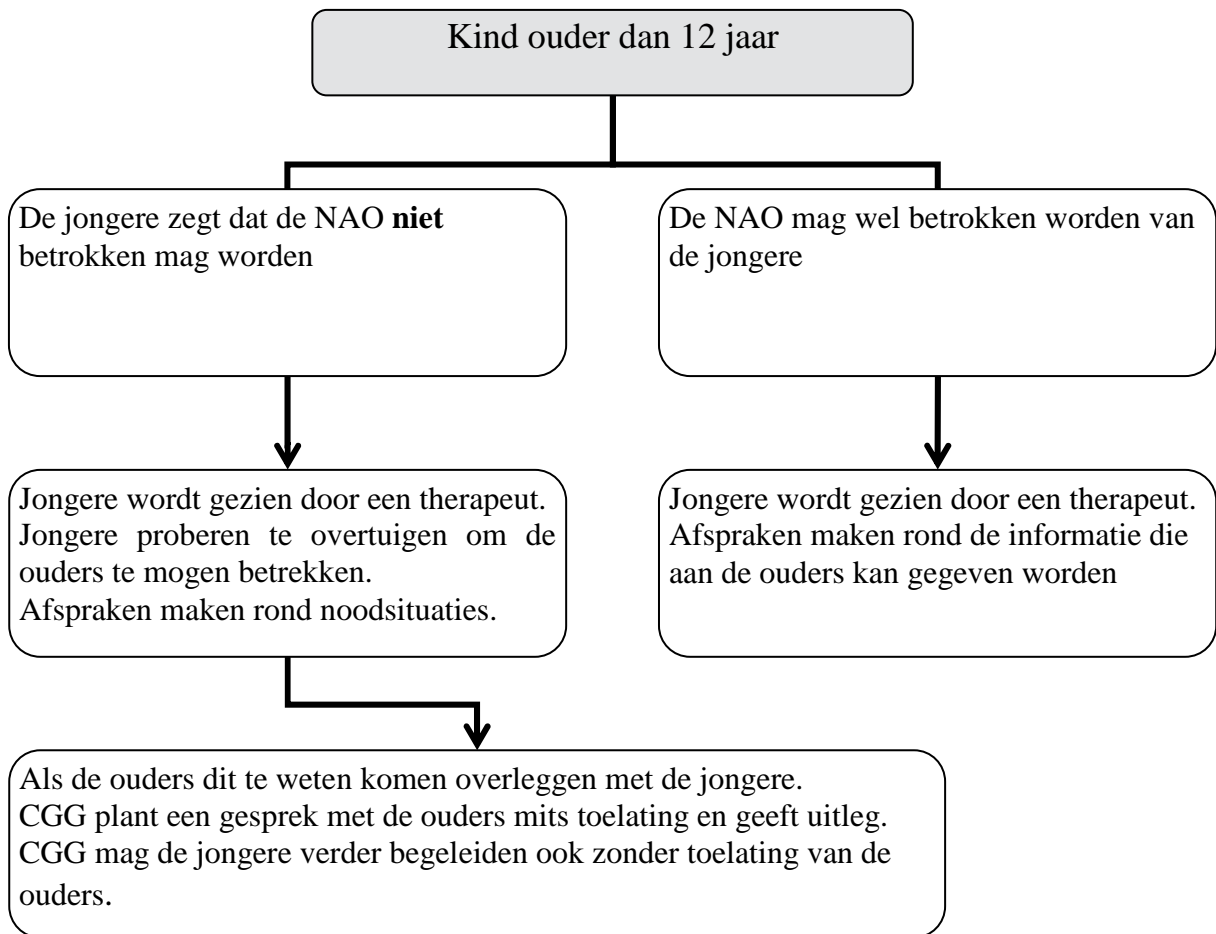 Kind ouder dan 12 jaar
De jongere zegt dat de NAO niet
betrokken mag worden
De NAO mag wel betrokken worden van
de jongere
Jongere wordt gezien door een therapeut.
Jongere proberen te overtuigen om de
ouders te mogen betrekken.
Afspraken maken rond noodsituaties.
Jongere wordt gezien door een therapeut.
Afspraken maken rond de informatie die
aan de ouders kan gegeven worden
Als de ouders dit te weten komen overleggen met de jongere.
CGG plant een gesprek met de ouders mits toelating en geeft uitleg.
CGG mag de jongere verder begeleiden ook zonder toelating van de
ouders.